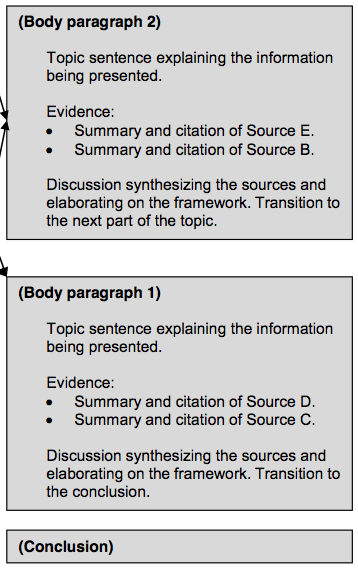 (Body paragraph 2)
Topic sentence explaining the information
being presented.
Evidence:
• Summary and citation of Source E.
• Summary and citation of Source B.
Discussion synthesizing the sources and
elaborating on the framework. Transition to
the next part of the topic.
(Body paragraph 1)
Topic sentence explaining the information
being presented.
Evidence:
• Summary and citation of Source D.
• Summary and citation of Source C.
Discussion synthesizing the sources and
elaborating on the framework. Transition to
the conclusion.
(Conclusion)